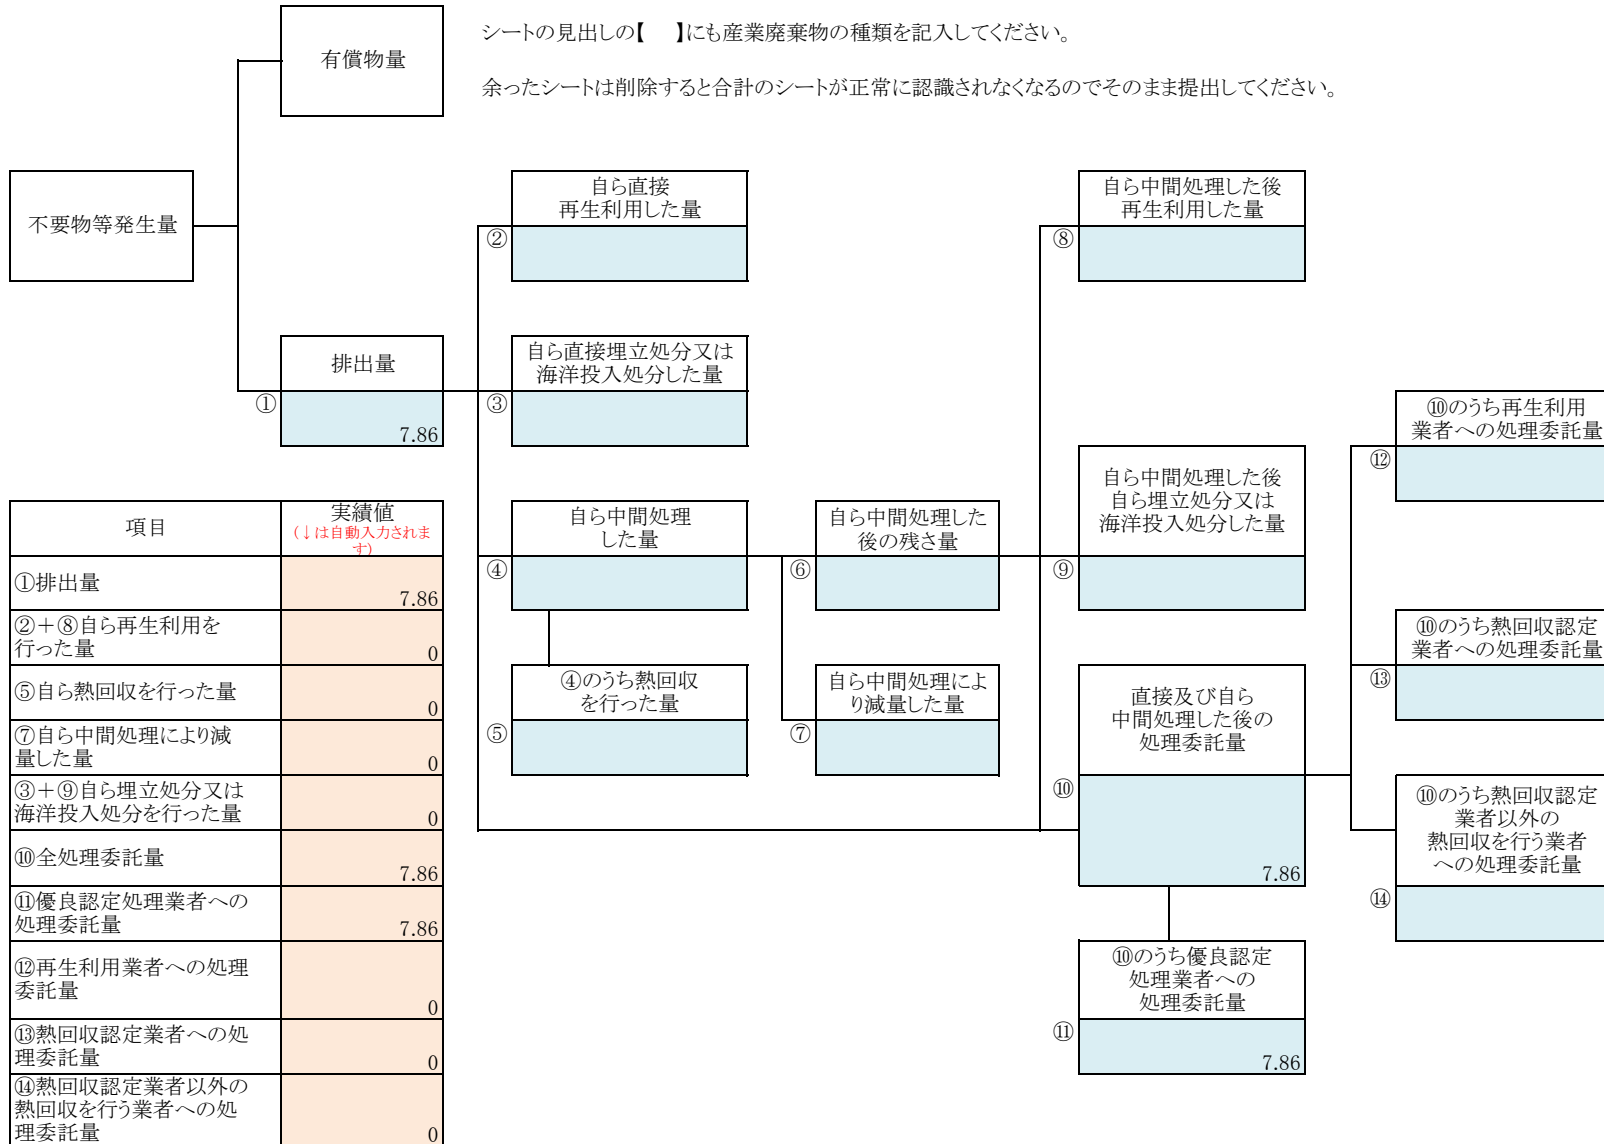 有償物量
シートの見出しの【　】にも産業廃棄物の種類を記入してください。
余ったシートは削除すると合計のシートが正常に認識されなくなるのでそのまま提出してください。
不要物等発生量
自ら直接
再生利用した量
②
自ら中間処理した後
再生利用した量
⑧
排出量
①
7.86
自ら直接埋立処分又は
海洋投入処分した量
③
⑩のうち再生利用
業者への処理委託量
⑫
自ら中間処理
した量
④
自ら中間処理した
後の残さ量
⑥
自ら中間処理した後
自ら埋立処分又は
海洋投入処分した量
⑨
⑩のうち熱回収認定
業者への処理委託量
⑬
④のうち熱回収
を行った量
⑤
自ら中間処理によ
り減量した量
⑦
直接及び自ら
中間処理した後の
処理委託量
⑩
7.86
⑩のうち熱回収認定
業者以外の
熱回収を行う業者
への処理委託量
⑭
⑩のうち優良認定
処理業者への
処理委託量
⑪
7.86
項目
実績値
(↓は自動入力されま
す)
①排出量
7.86
②＋⑧自ら再生利用を
行った量
0
⑤自ら熱回収を行った量
0
⑦自ら中間処理により減
量した量
0
③＋⑨自ら埋立処分又は
海洋投入処分を行った量
0
⑩全処理委託量
7.86
⑪優良認定処理業者への
処理委託量
7.86
⑫再生利用業者への処理
委託量
0
⑬熱回収認定業者への処
理委託量
0
⑭熱回収認定業者以外の
熱回収を行う業者への処
理委託量
0